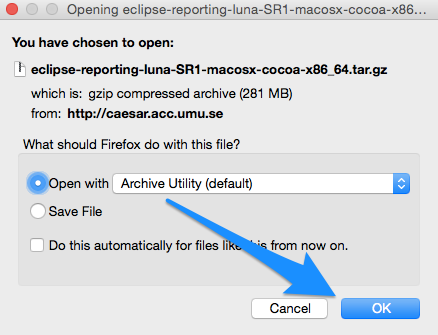 Opening eclipse-reporting-luna-SR1-macosx-cocoa-x86...
You have chosen to open:
eclipse-reporting-luna-SR1-macosx-cocoa-x86_64.tar.gz
which is: gzip compressed archive (281 MB)
from: http://caesar.acc.umu.se
What should Firefox do with this file?
Open with Archive Utility (default)
Save File
Do this automatically for files like this from now on.
Cancel OK